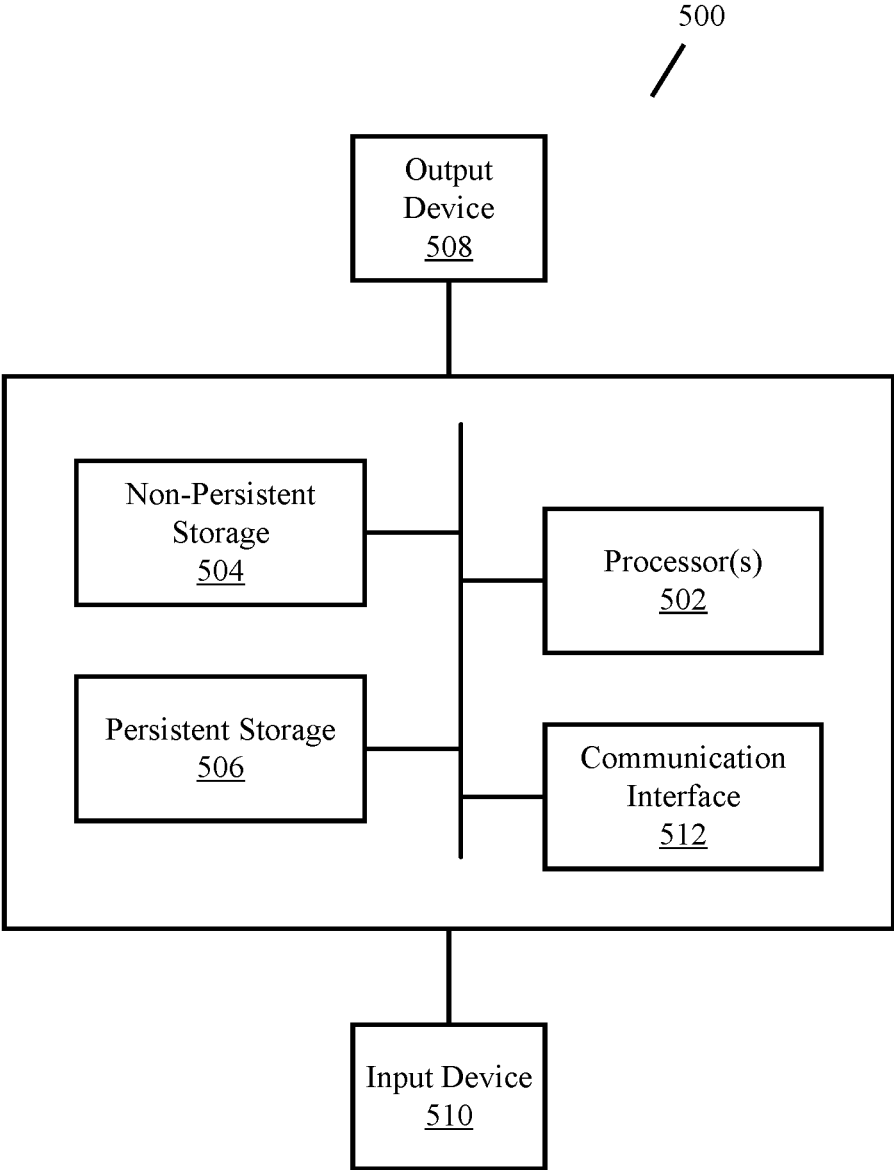 500
Output
Device
508
Non-Persistent
Storage
504
Processor(s)
502
Persistent Storage
506
Communication
Interface
512
Input Device
510